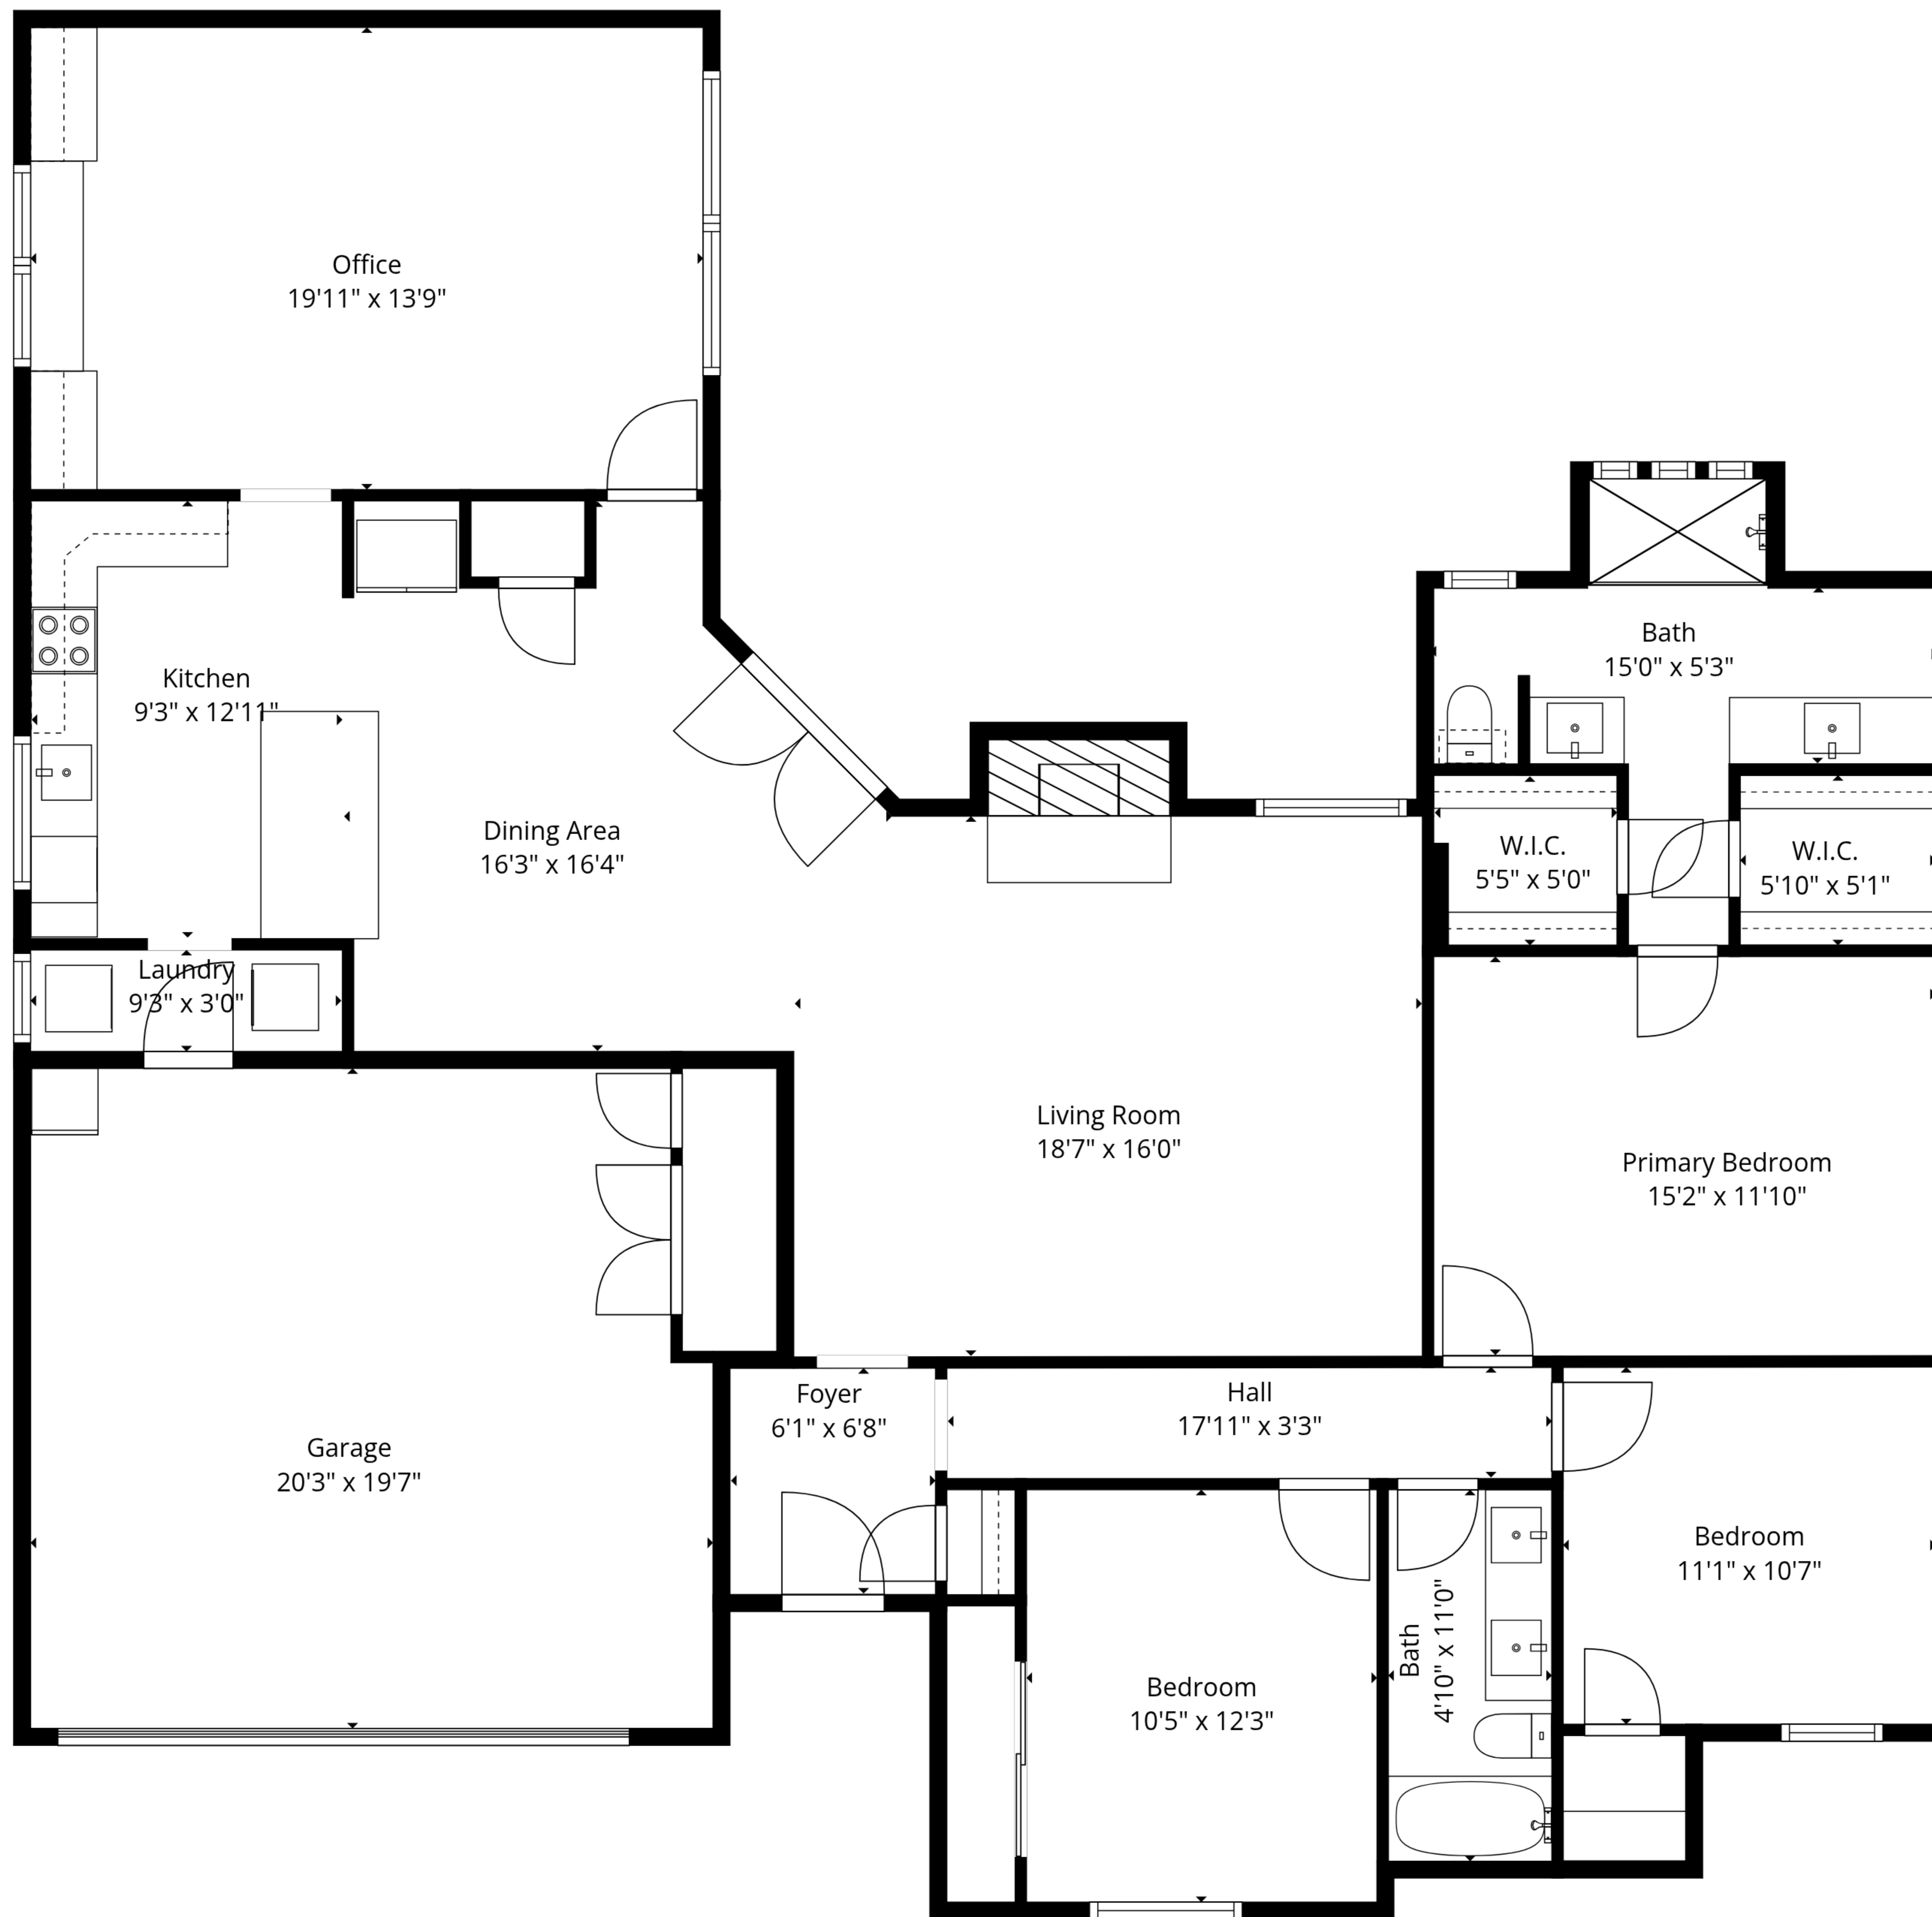 Office
19'11" x 13'9"
Kitchen
9'3" x 12'11"
Dining Area
16'3" x 16'4"
Bath
15'0" x 5'3"
W.I.C.
5'5" x 5'0"
W.I.C.
5'10" x 5'1"
Laundry
9'3" x 3'0"
Living Room
18'7" x 16'0"
Primary Bedroom
15'2" x 11'10"
Garage
20'3" x 19'7"
Foyer
6'1" x 6'8"
Hall
17'11" x 3'3"
Bedroom
10'5" x 12'3"
Bath
4'10" x 11'0"
Bedroom
11'1" x 10'7"